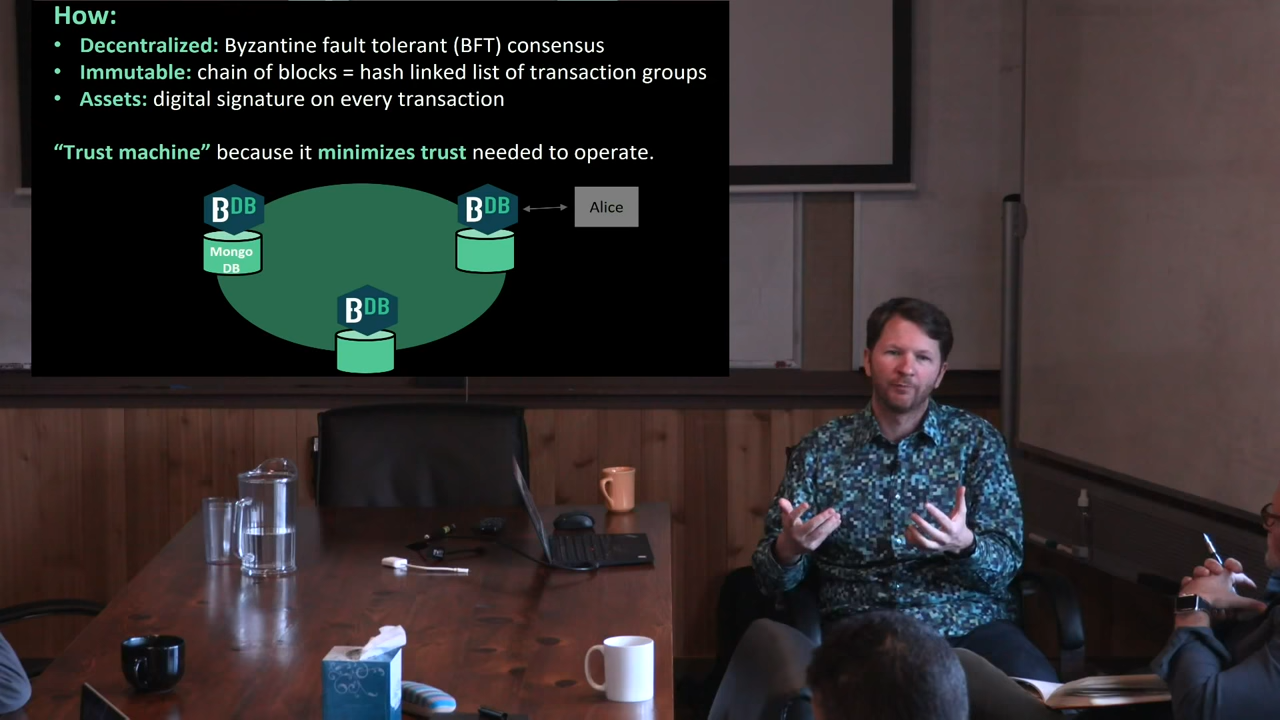 How:
• Decentralized: Byzantine fault tolerant (BFT) consensus
• Immutable: chain of blocks = hash linked list of transaction groups
• Assets: digital signature on every transaction
“Trust machine” because it minimizes trust needed to operate.
BDB
BDB
Alice
Mongo
DB
BDB